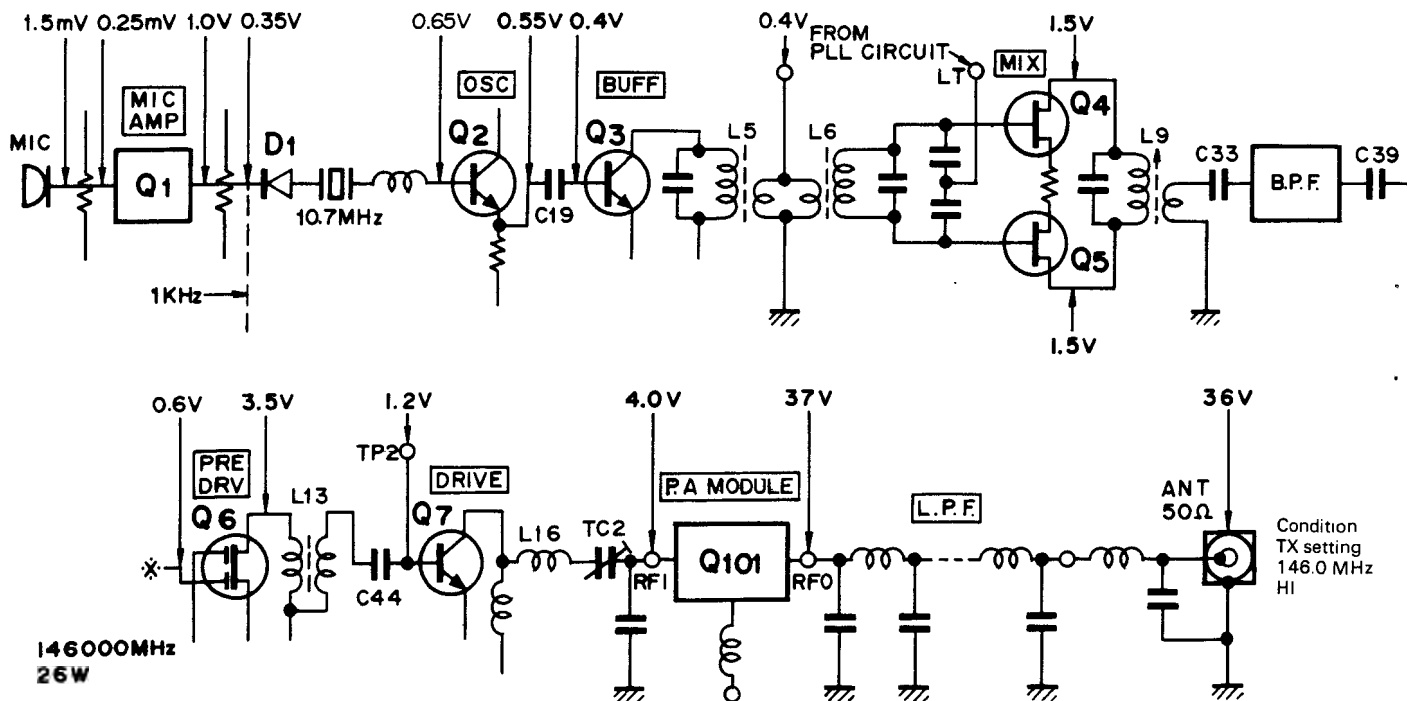 1.5mV 0.25mV 1.0V 0.35V 0.65V 0.55V 0.4V 0.4V FROM 1.5V
PLL CIRCUIT
LT
MIX
OSC
BUFF
MIC
AMP
MIC
Q1
D1
Q2
Q3
L5
L6
Q4
L9
C33
B.P.F.
C39
10.7MHz
C19
Q5
1KHz
1.5V
0.6V 3.5V 1.2V 4.0V 37V 36V
TP2
PRE
DRV
DRIVE
P.A MODULE
L.P.F.
ANT
50Ω
Q6
L13
Q7
L16
TC2
Q101
RFI
RFO
C44
Condition
TX setting
146.0 MHz
HI
※
146000MHz
26W